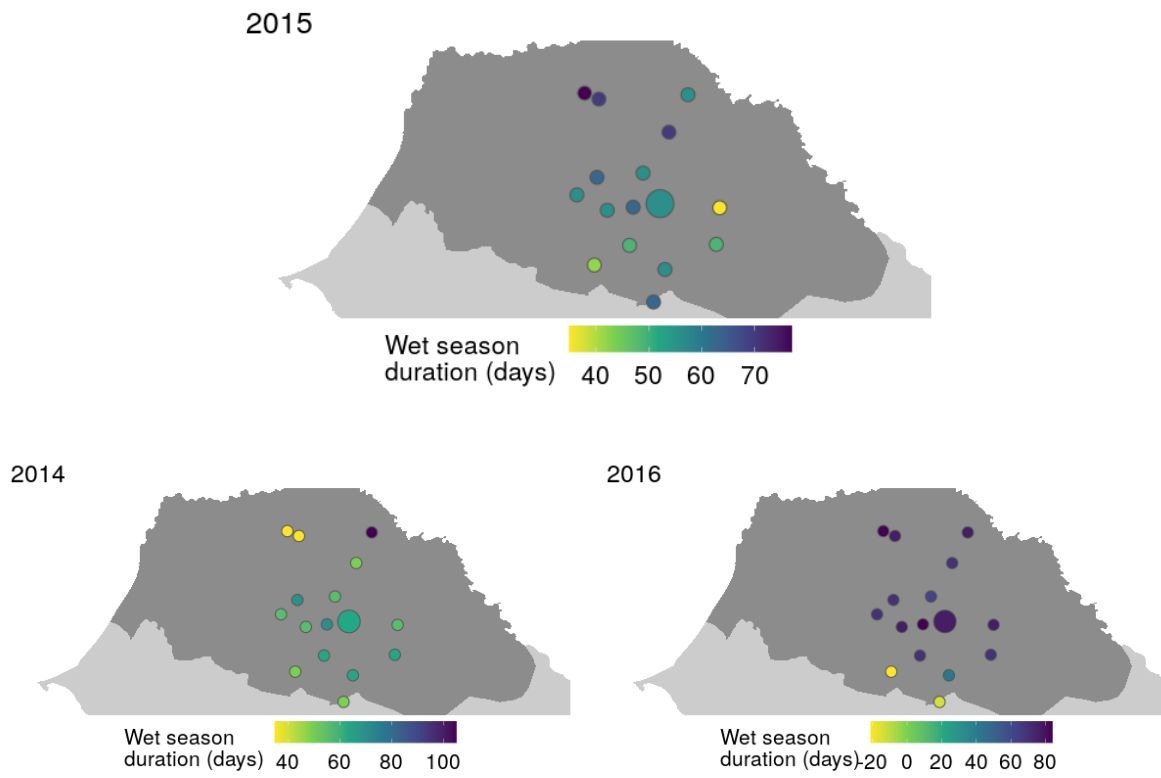 2015
Wet season
duration (days)
40 50 60 70
2014
Wet season
duration (days)
40 60 80 100
2016
Wet season
duration (days)
-20 0 20 40 60 80